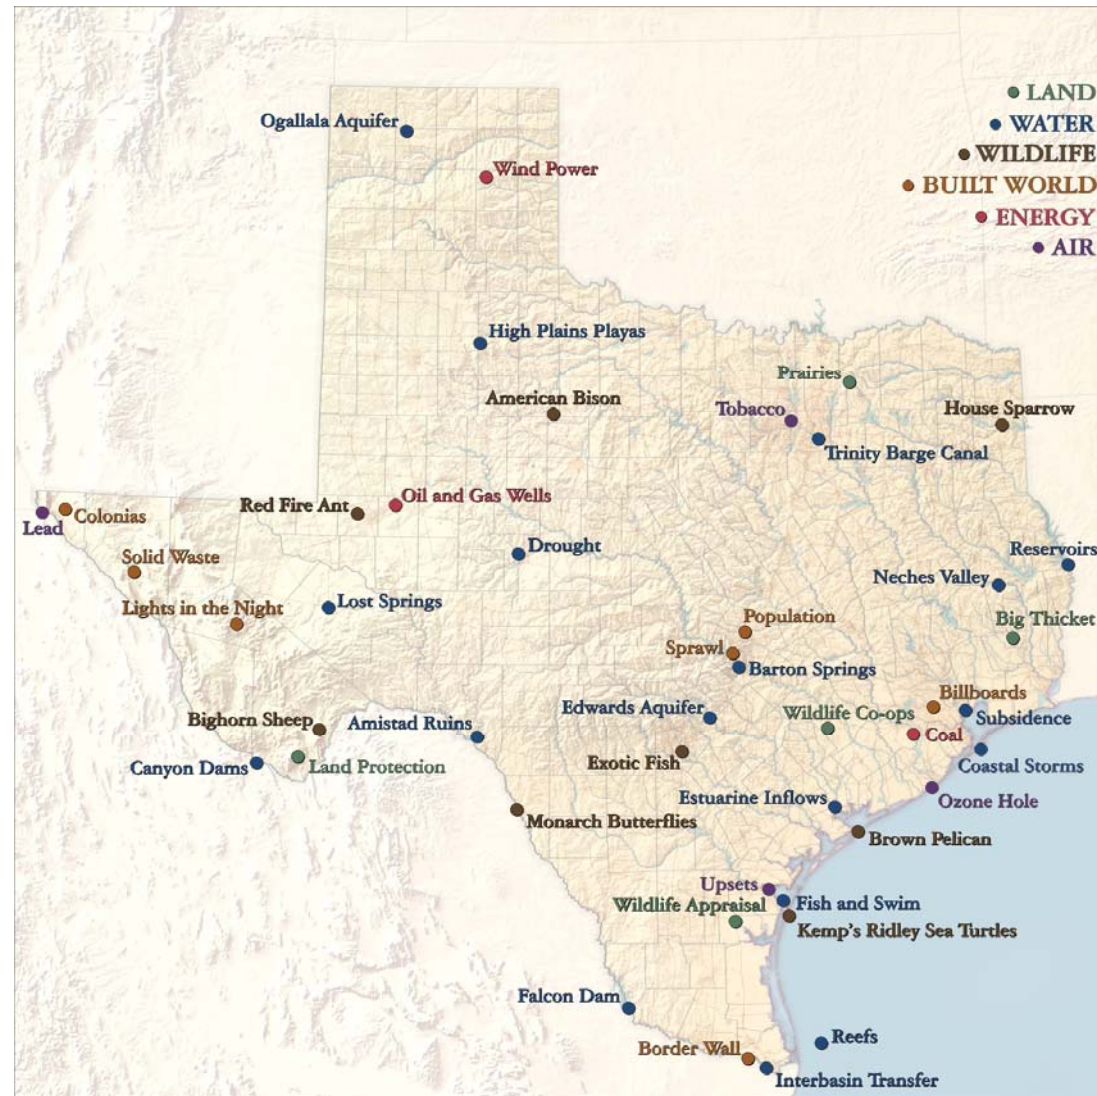 LAND
Ogallala Aquifer
WATER
WILDLIFE
Wind Power
BUILT WORLD
ENERGY
AIR
High Plains Playas
Prairies
American Bison
Tobacco
House Sparrow
Trinity Barge Canal
Oil and Gas Wells
Red Fire Ant
Colonias
Lead
Drought
Reservoirs
Solid Waste
Neches Valley
Lost Springs
Lights in the Night
Population
Big Thicket
Sprawl
Barton Springs
Billboards
Edwards Aquifer
Wildlife Co-ops
Bighorn Sheep
Amistad Ruins
Subsidence
Coal
Exotic Fish
Canyon Dams
Land Protection
Coastal Storms
Estuarine Inflows
Ozone Hole
Monarch Butterflies
Brown Pelican
Upsets
Wildlife Appraisal
Fish and Swim
Kemp's Ridley Sea Turtles
Falcon Dam
Reefs
Border Wall
Interbasin Transfer